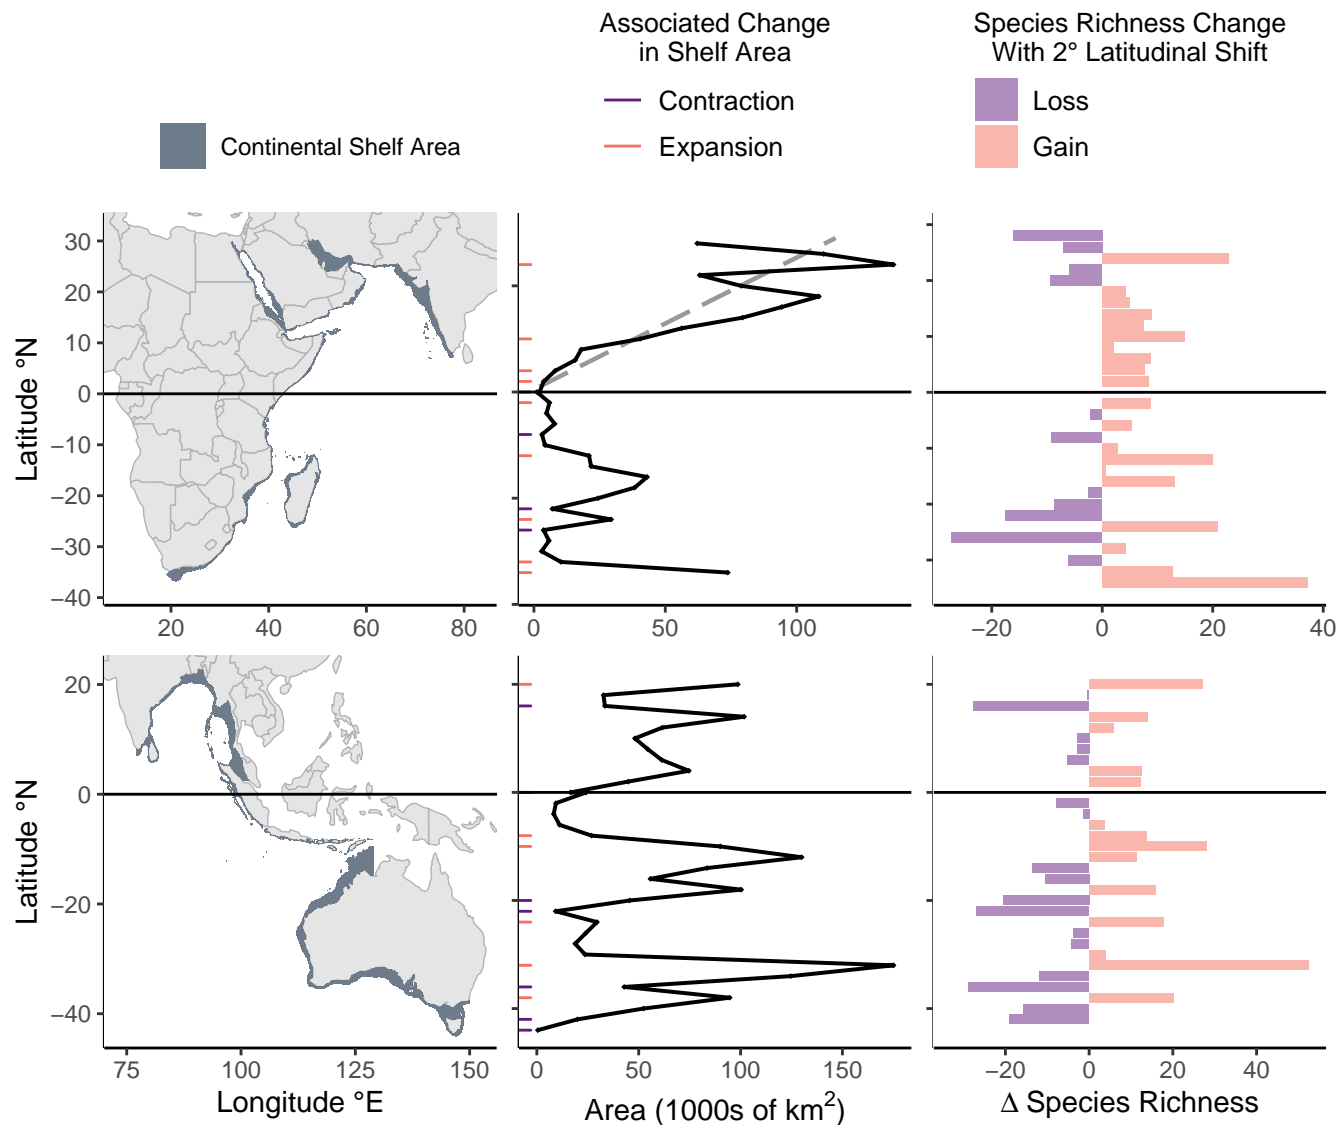 Associated Change
in Shelf Area
Species Richness Change
With 2° Latitudinal Shift
Contraction
Expansion
Loss
Gain
Continental Shelf Area
Latitude °N
30
20
10
0
−10
−20
−30
−40
20
40
60
80
0
50
100
−20
0
20
40
Latitude °N
20
0
−20
−40
75
100
125
150
0
50
100
150
−20
0
20
40
Longitude °E
Area (1000s of km²)
Δ Species Richness